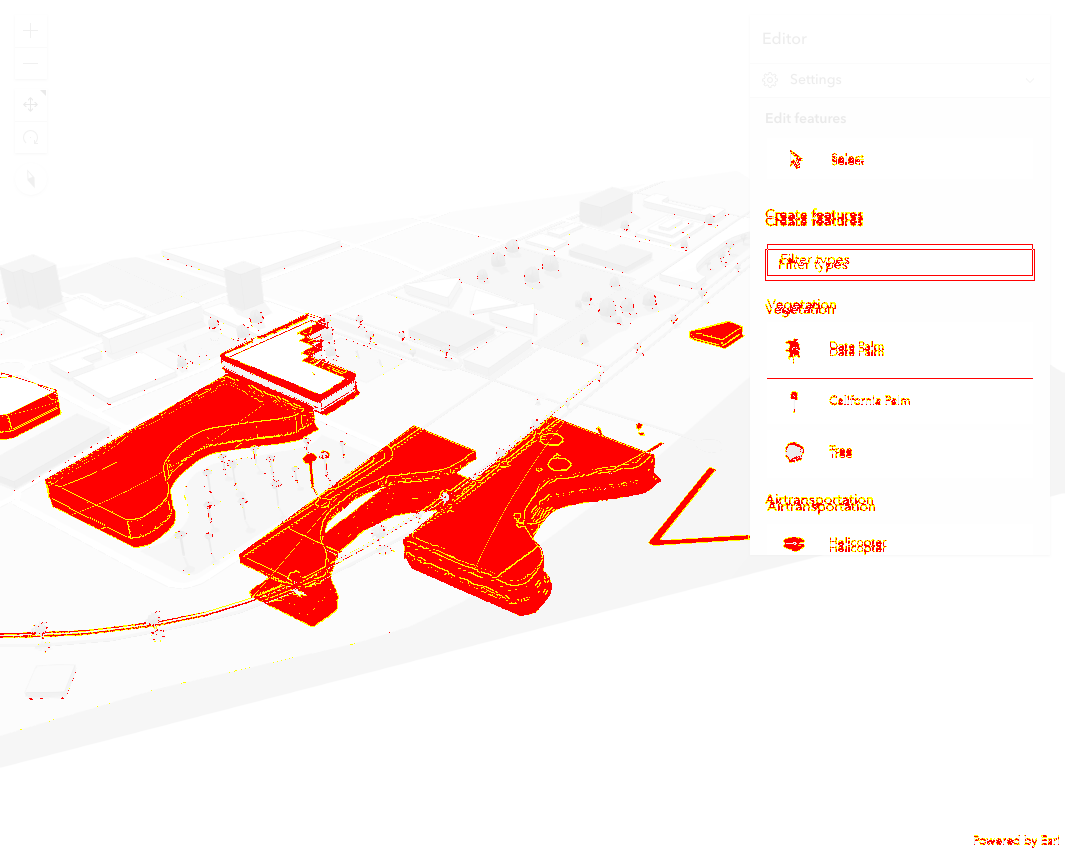 Editor
Settings
Edit features
Select
Create features
Filter types
Vegetation
Date Palm
California Palm
Tree
Airtransportation
Helicopter
Powered by Esri